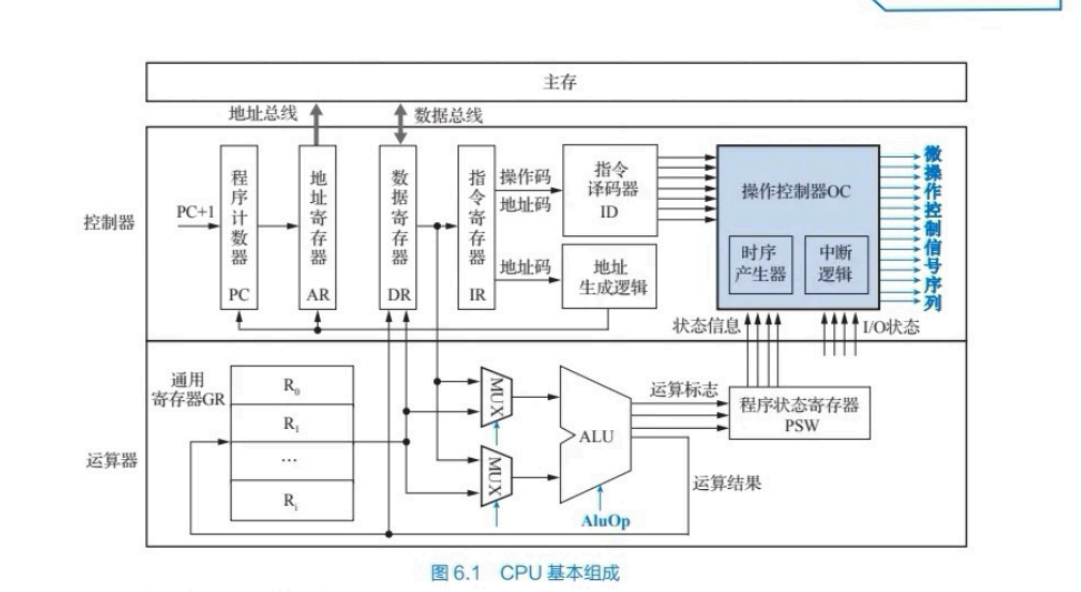 主存
地址总线
数据总线
控制器
PC+1
程序计数器
PC
地址寄存器
AR
数据寄存器
DR
指令寄存器
IR
操作码
地址码
地址码
指令
译码器
ID
地址
生成逻辑
操作控制器OC
时序
产生器
中断
逻辑
微操作控制信号序列
状态信息
I/O状态
运算器
通用
寄存器GR
R0
R1
…
Ri
MUX
MUX
ALU
AluOp
运算标志
程序状态寄存器
PSW
运算结果
图 6.1 CPU 基本组成